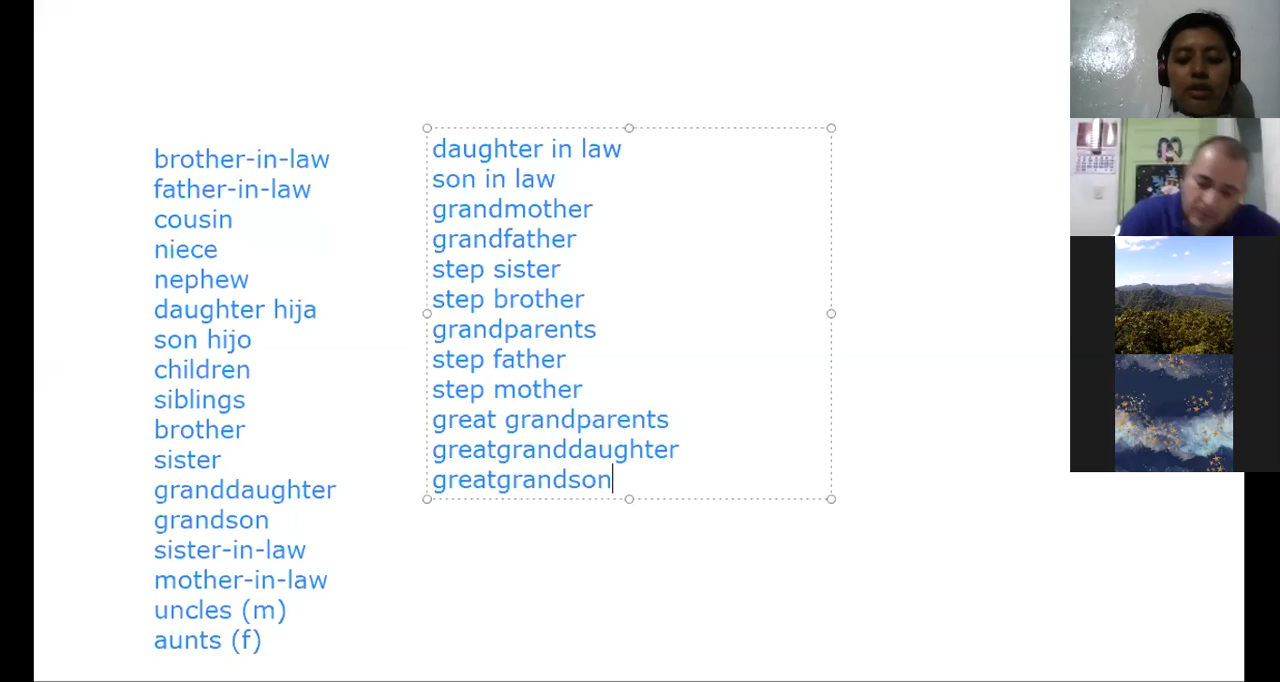 brother-in-law
father-in-law
cousin
niece
nephew
daughter hija
son hijo
children
siblings
brother
sister
granddaughter
grandson
sister-in-law
mother-in-law
uncles (m)
aunts (f)
daughter in law
son in law
grandmother
grandfather
step sister
step brother
grandparents
step father
step mother
great grandparents
greatgranddaughter
greatgrandson